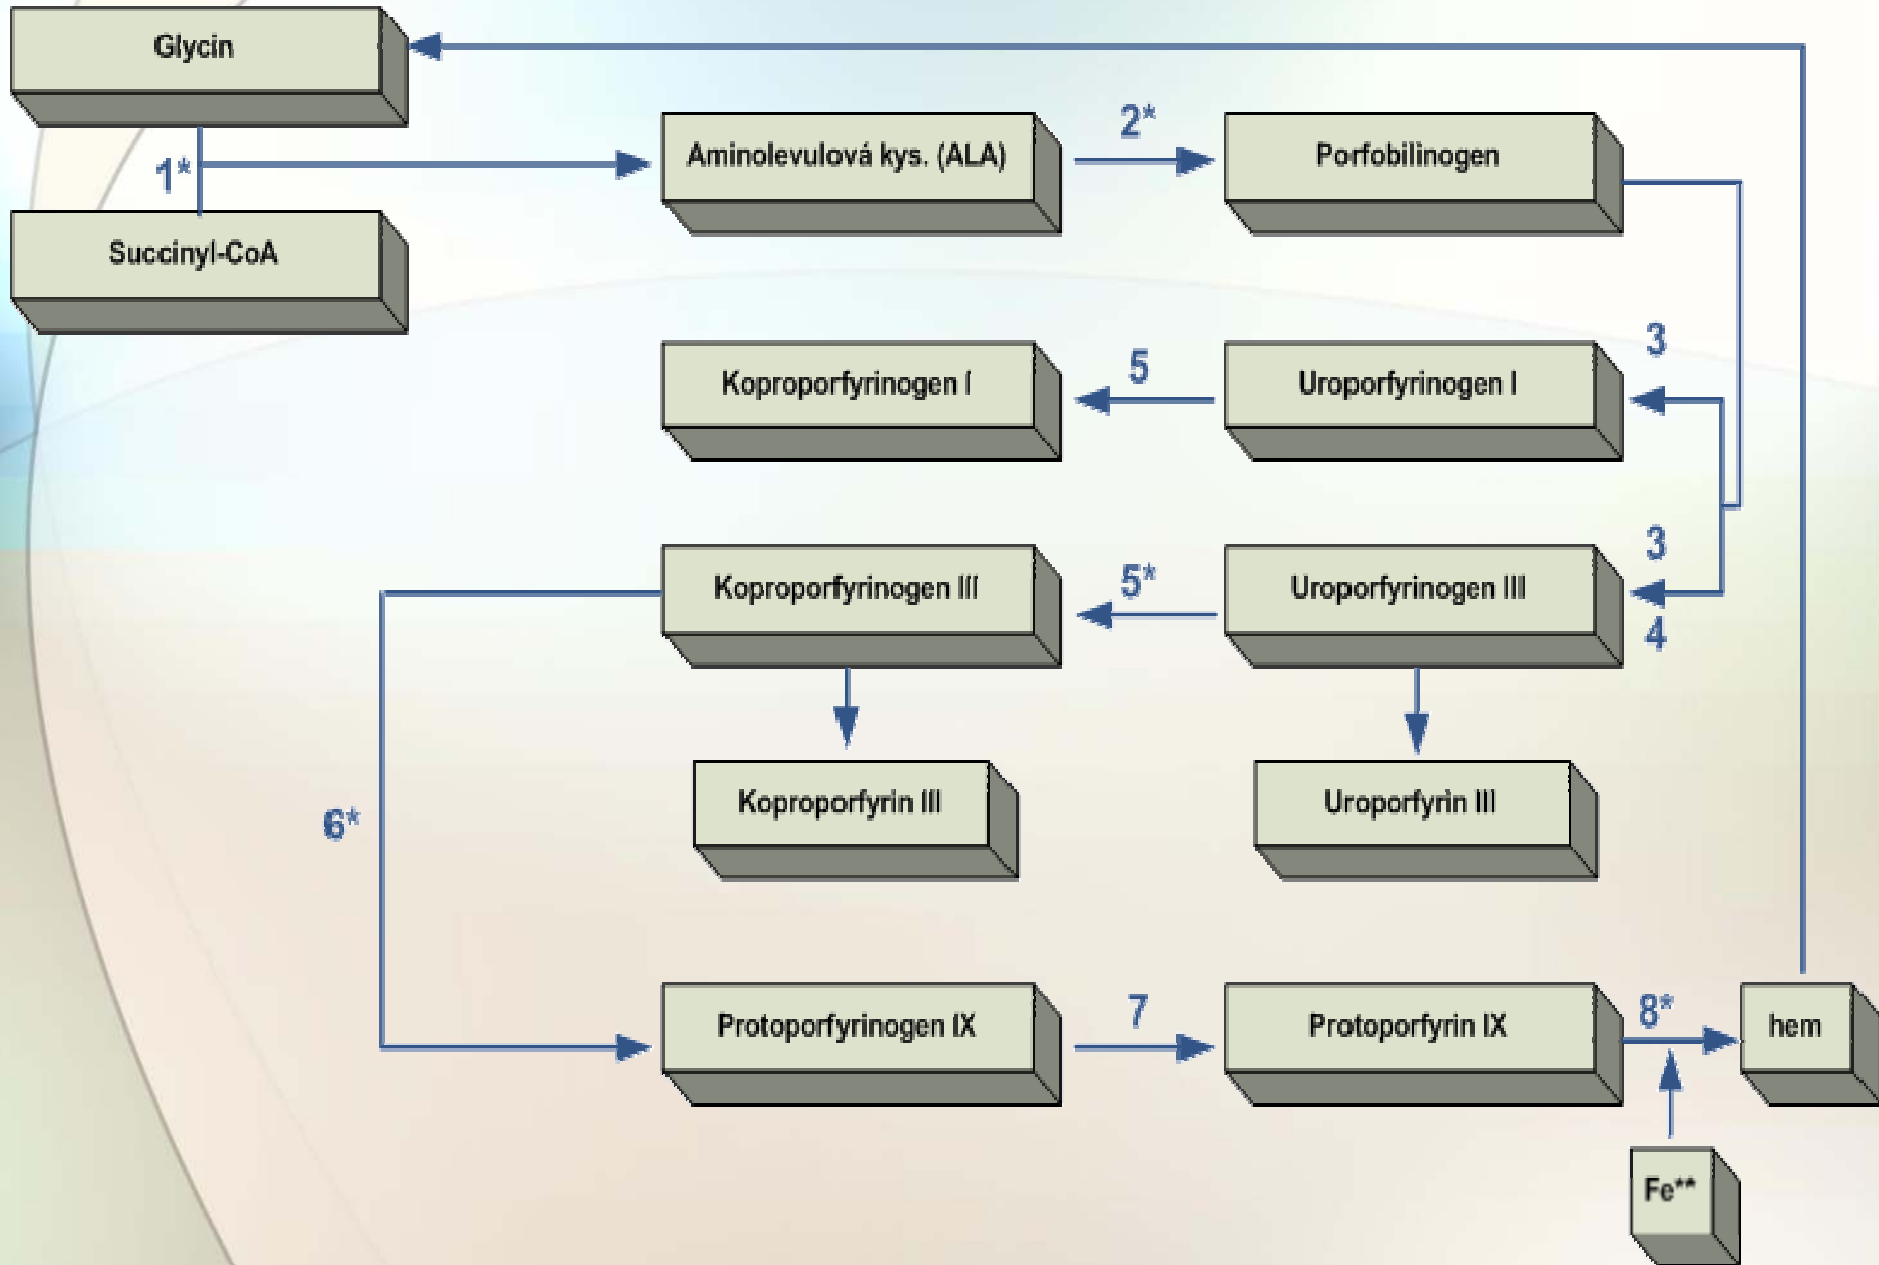 Glycin
1*
Succinyl-CoA
Aminolevulová kys. (ALA)
2*
Porfobilinogen
3
Uroporfyrinogen I
5
Koproporfyrinogen I
3
4
Uroporfyrinogen III
5*
Koproporfyrinogen III
Koproporfyrin III
Uroporfyrin III
6*
Protoporfyrinogen IX
7
Protoporfyrin IX
8*
hem
Fe**